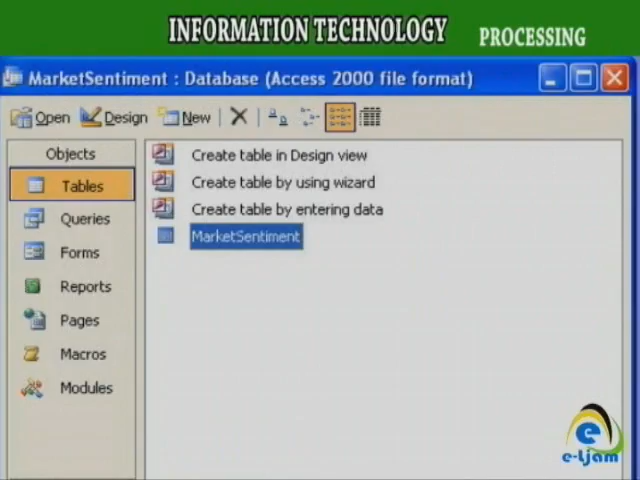 INFORMATION TECHNOLOGY
PROCESSING
MarketSentiment : Database (Access 2000 file format)
Open Design New
Objects
Tables
Queries
Forms
Reports
Pages
Macros
Modules
Create table in Design view
Create table by using wizard
Create table by entering data
MarketSentiment
e
e-Ljam